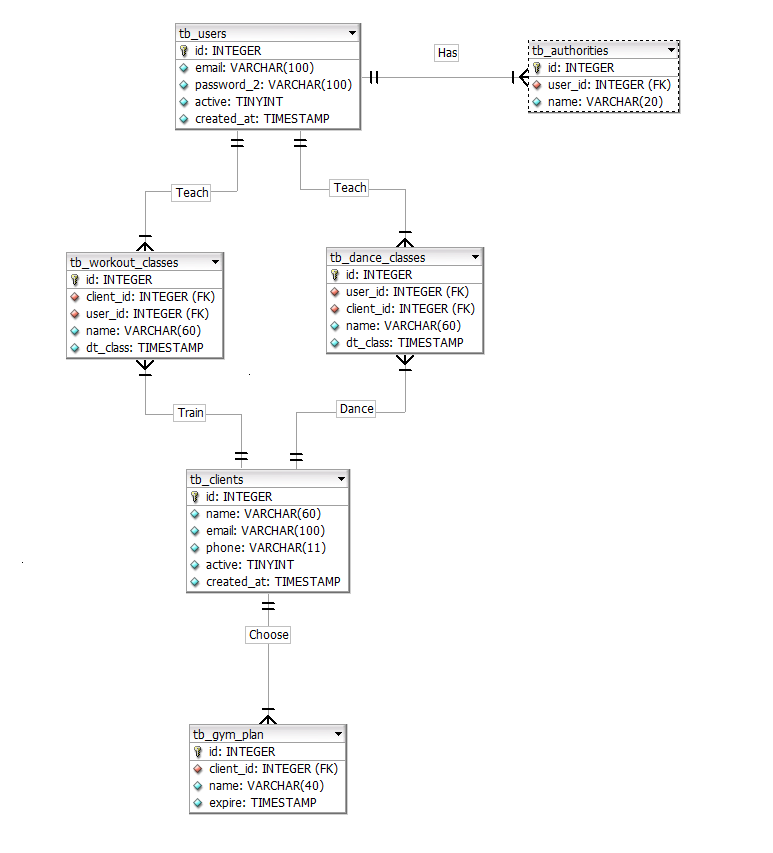 tb_users
id: INTEGER
email: VARCHAR(100)
password_2: VARCHAR(100)
active: TINYINT
created_at: TIMESTAMP
Has
tb_authorities
id: INTEGER
user_id: INTEGER (FK)
name: VARCHAR(20)
Teach
Teach
tb_workout_classes
id: INTEGER
client_id: INTEGER (FK)
user_id: INTEGER (FK)
name: VARCHAR(60)
dt_class: TIMESTAMP
tb_dance_classes
id: INTEGER
user_id: INTEGER (FK)
client_id: INTEGER (FK)
name: VARCHAR(60)
dt_class: TIMESTAMP
Train
Dance
tb_clients
id: INTEGER
name: VARCHAR(60)
email: VARCHAR(100)
phone: VARCHAR(11)
active: TINYINT
created_at: TIMESTAMP
Choose
tb_gym_plan
id: INTEGER
client_id: INTEGER (FK)
name: VARCHAR(40)
expire: TIMESTAMP